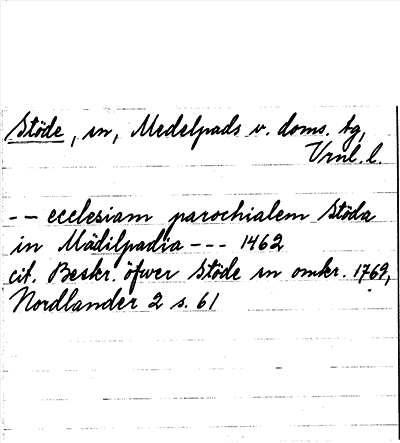 Stöde, sn, Medelpads v. doms. tg,
Vrnl. l.
-- ecclesiam parochialem Stöda
in Mädilpadia --- 1462
cit. Beskr. öfwer Stöde sn omkr. 1769,
Nordlander 2 s. 61